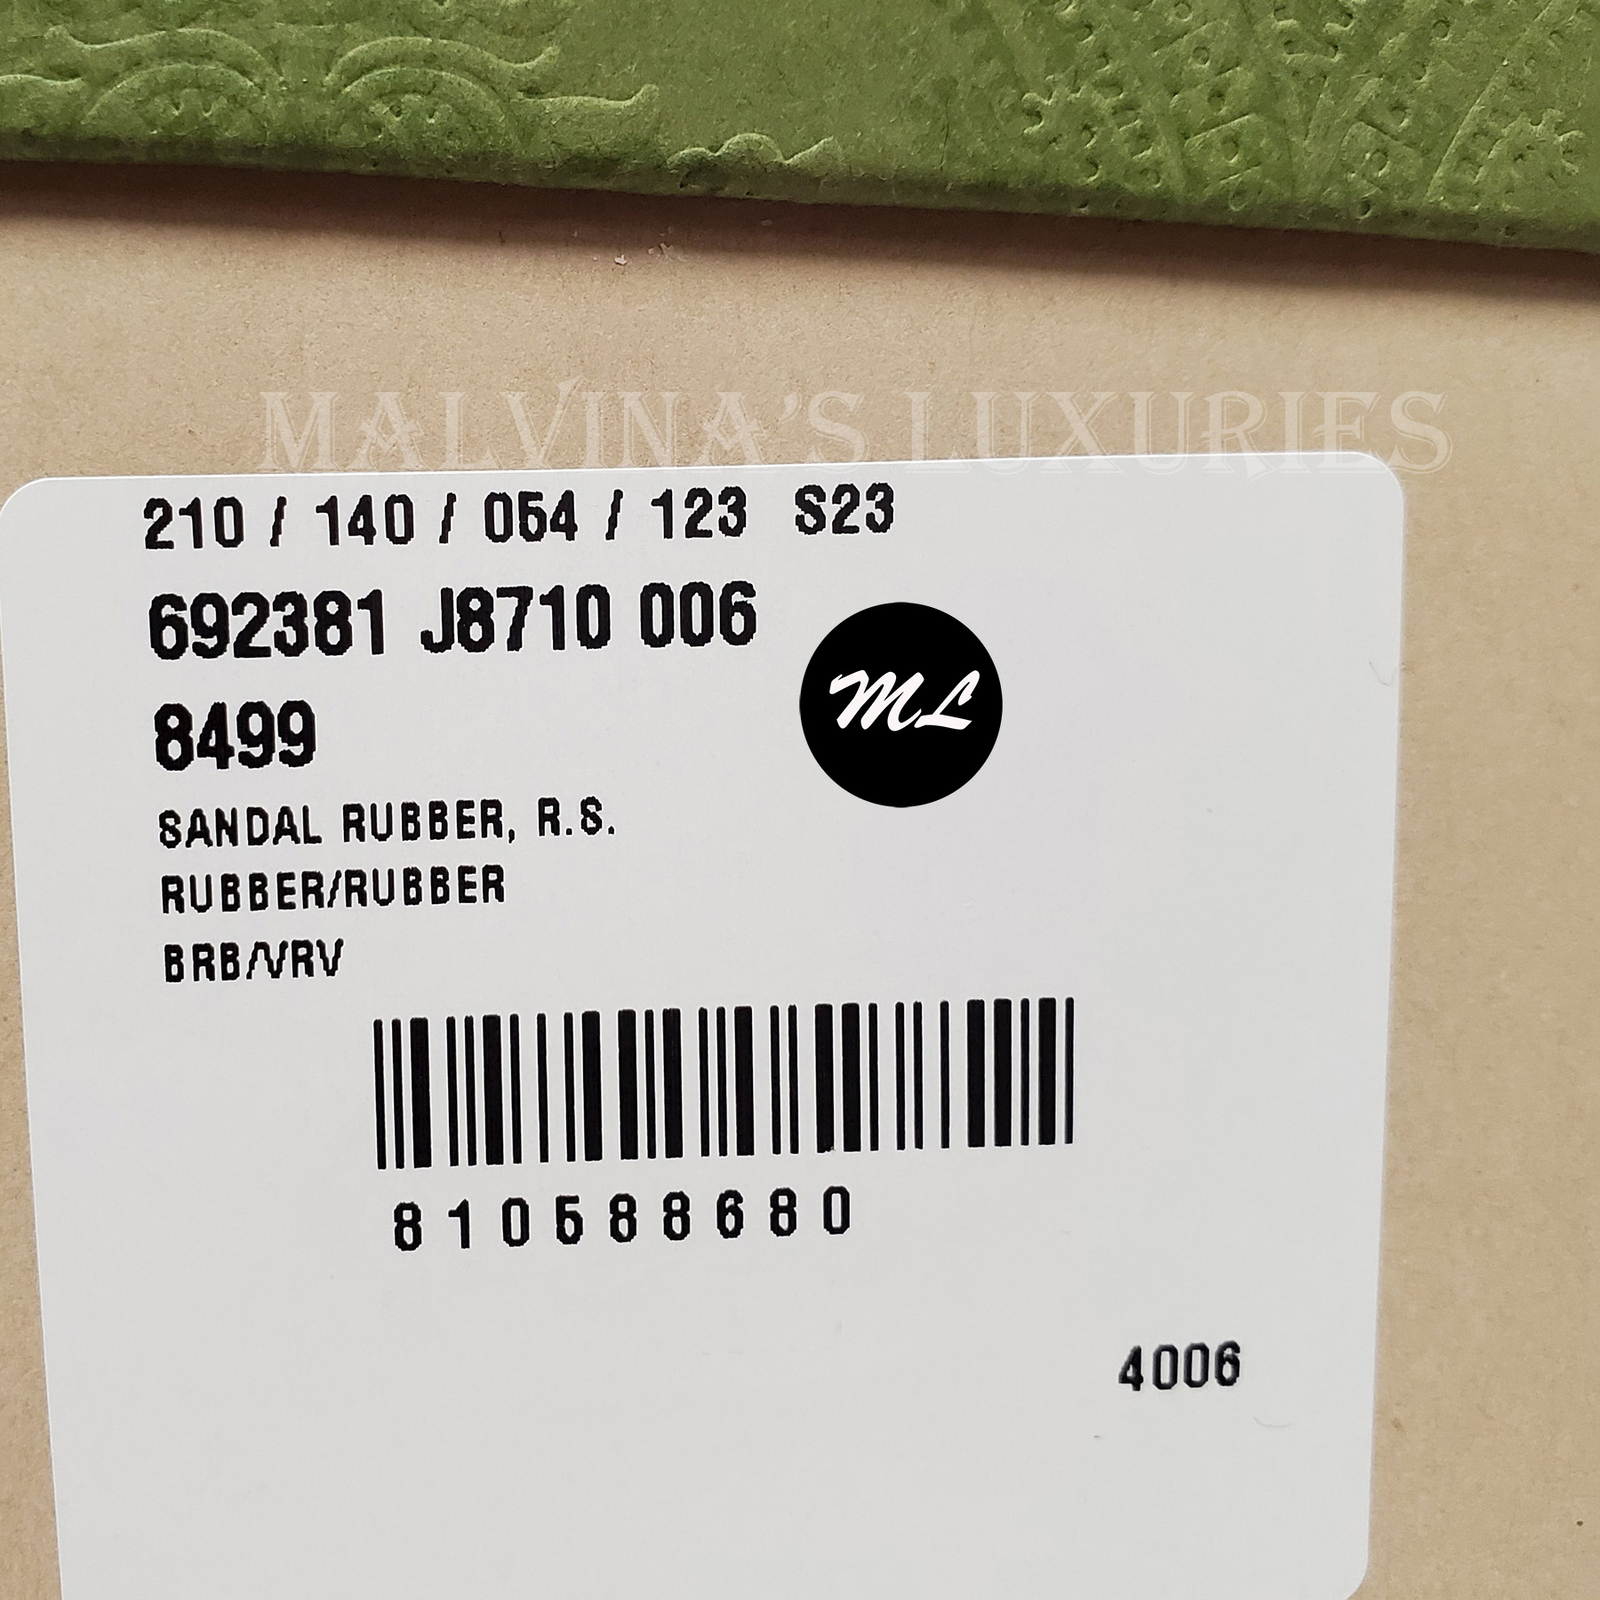 MALVINA'S LUXURIES
210 / 140 / 054 / 123 S23
692381 J8710 006
ML
8499
SANDAL RUBBER, R.S.
RUBBER/RUBBER
BRB/VRV
810588680
4006